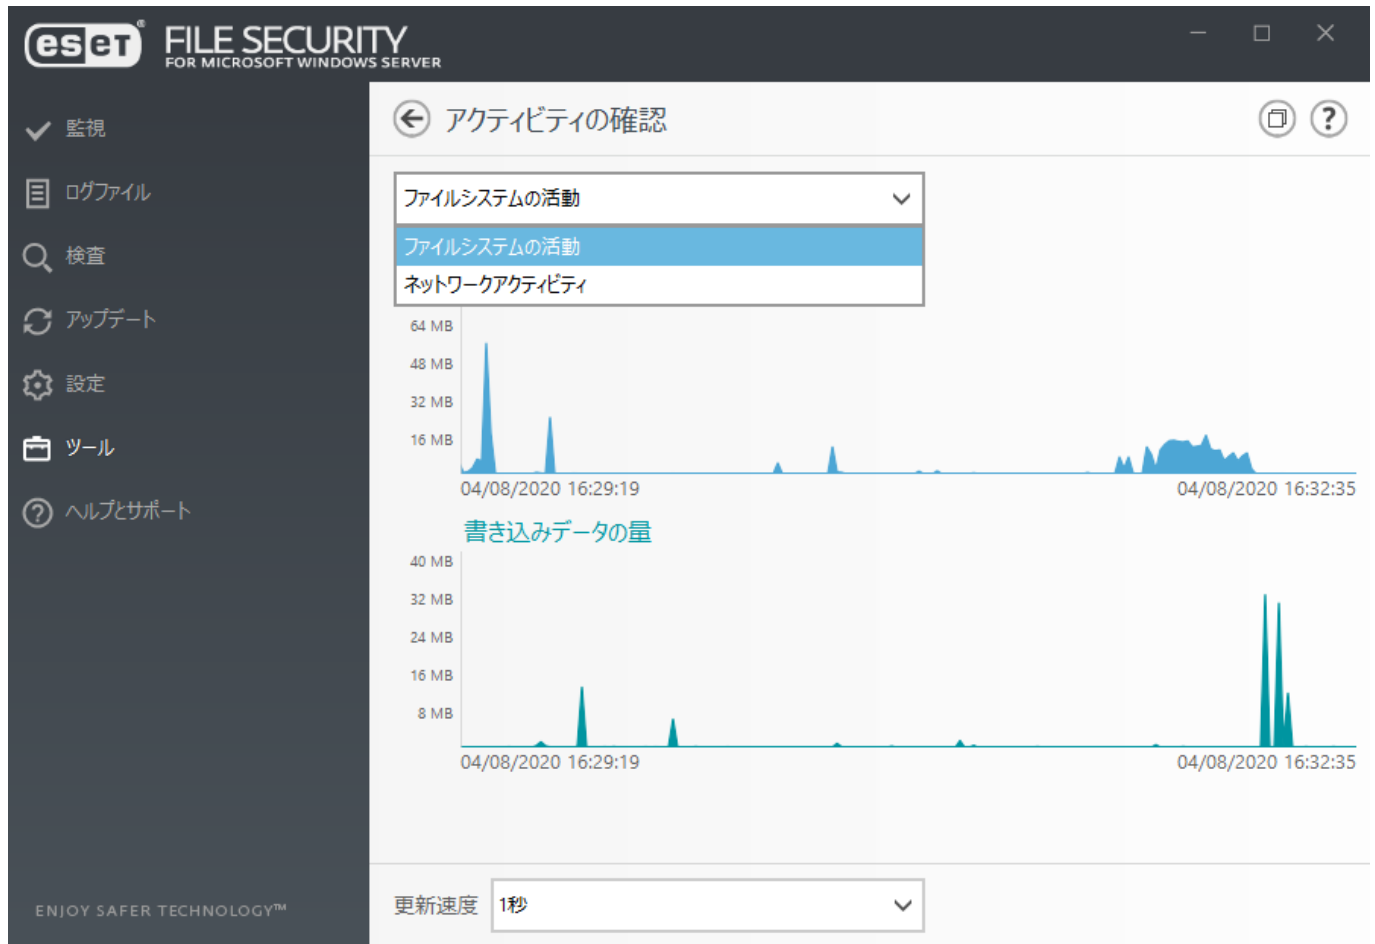 eset®
FILE SECURITY
FOR MICROSOFT WINDOWS SERVER
監視
ログファイル
検査
アップデート
設定
ツール
ヘルプとサポート
ENJOY SAFER TECHNOLOGY™
アクティビティの確認
?
ファイルシステムの活動
ファイルシステムの活動
ネットワークアクティビティ
64 MB
48 MB
32 MB
16 MB
04/08/2020 16:29:19
04/08/2020 16:32:35
書き込みデータの量
40 MB
32 MB
24 MB
16 MB
8 MB
04/08/2020 16:29:19
04/08/2020 16:32:35
更新速度 1秒